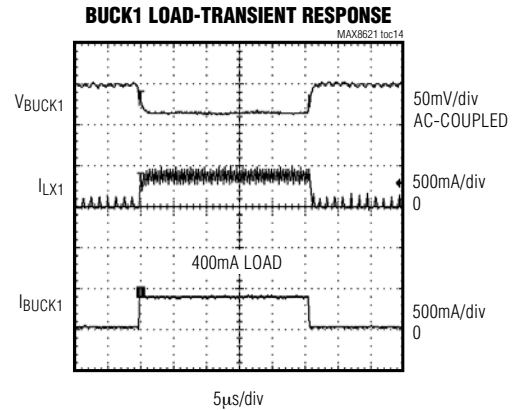 BUCK1 LOAD-TRANSIENT RESPONSE
MAX8621 toc14
VBUCK1
50mV/div
AC-COUPLED
ILX1
500mA/div
0
400mA LOAD
IBUCK1
500mA/div
0
5μs/div